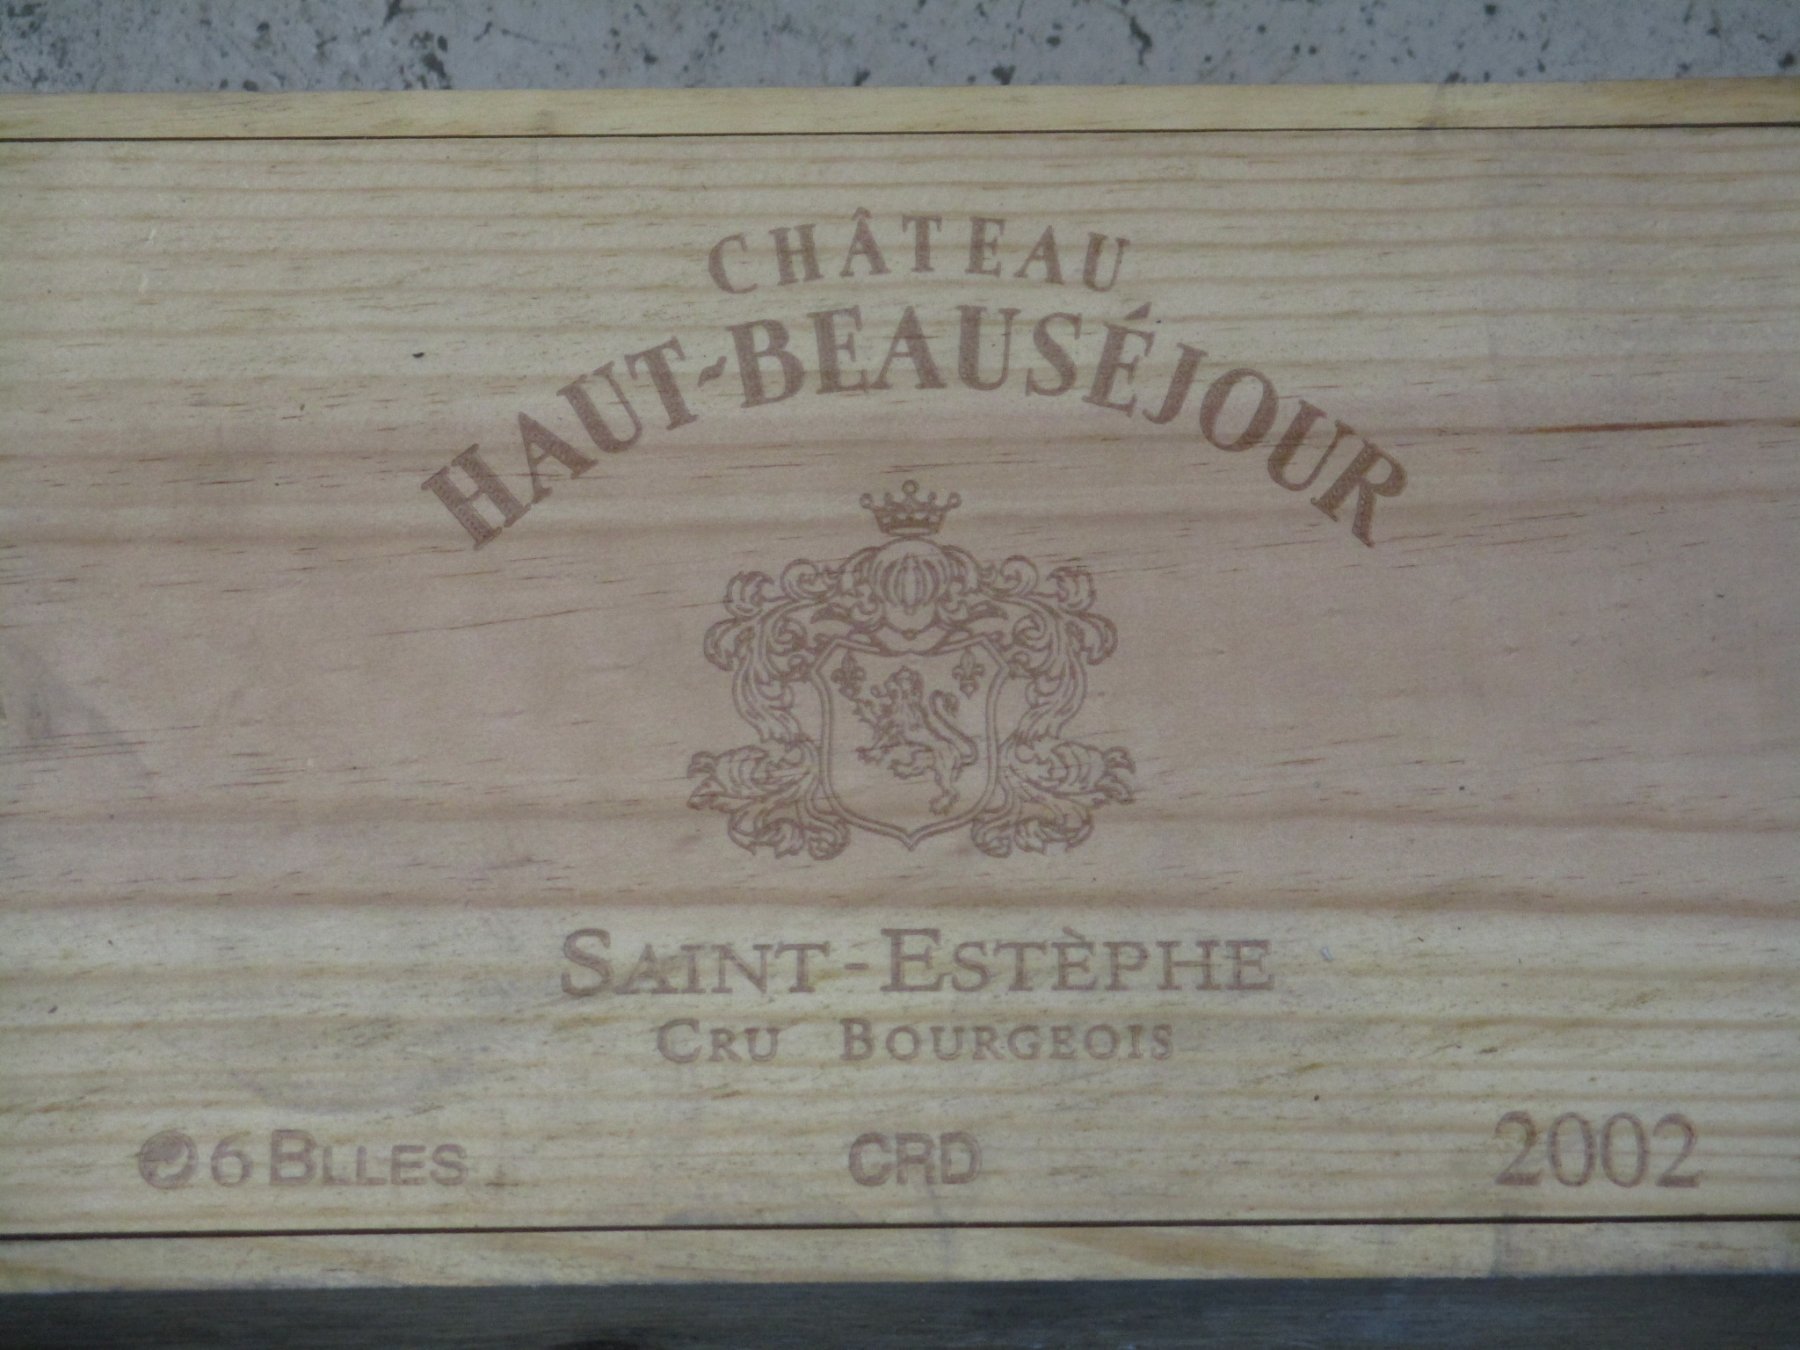 CHÂTEAU
HAUT-BEAUSÉJOUR
SAINT-ESTÈPHE
CRU BOURGEOIS
6 BLLES CRD 2002